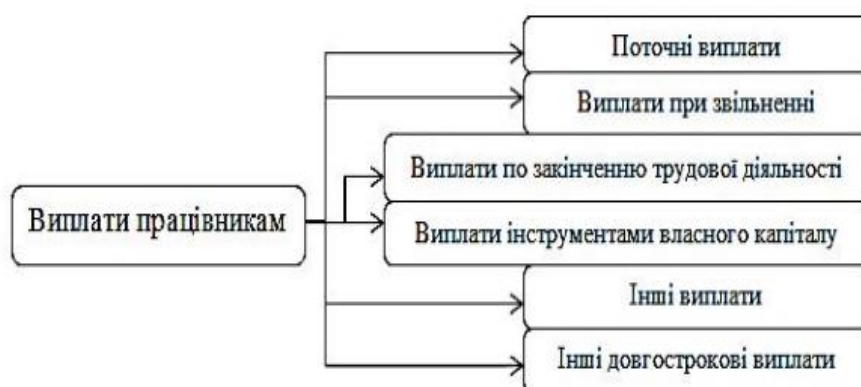 Поточні виплати
Виплати при звільненні
Виплати по закінченню трудової діяльності
Виплати працівникам
Виплати інструментами власного капіталу
Інші виплати
Інші довгострокові виплати